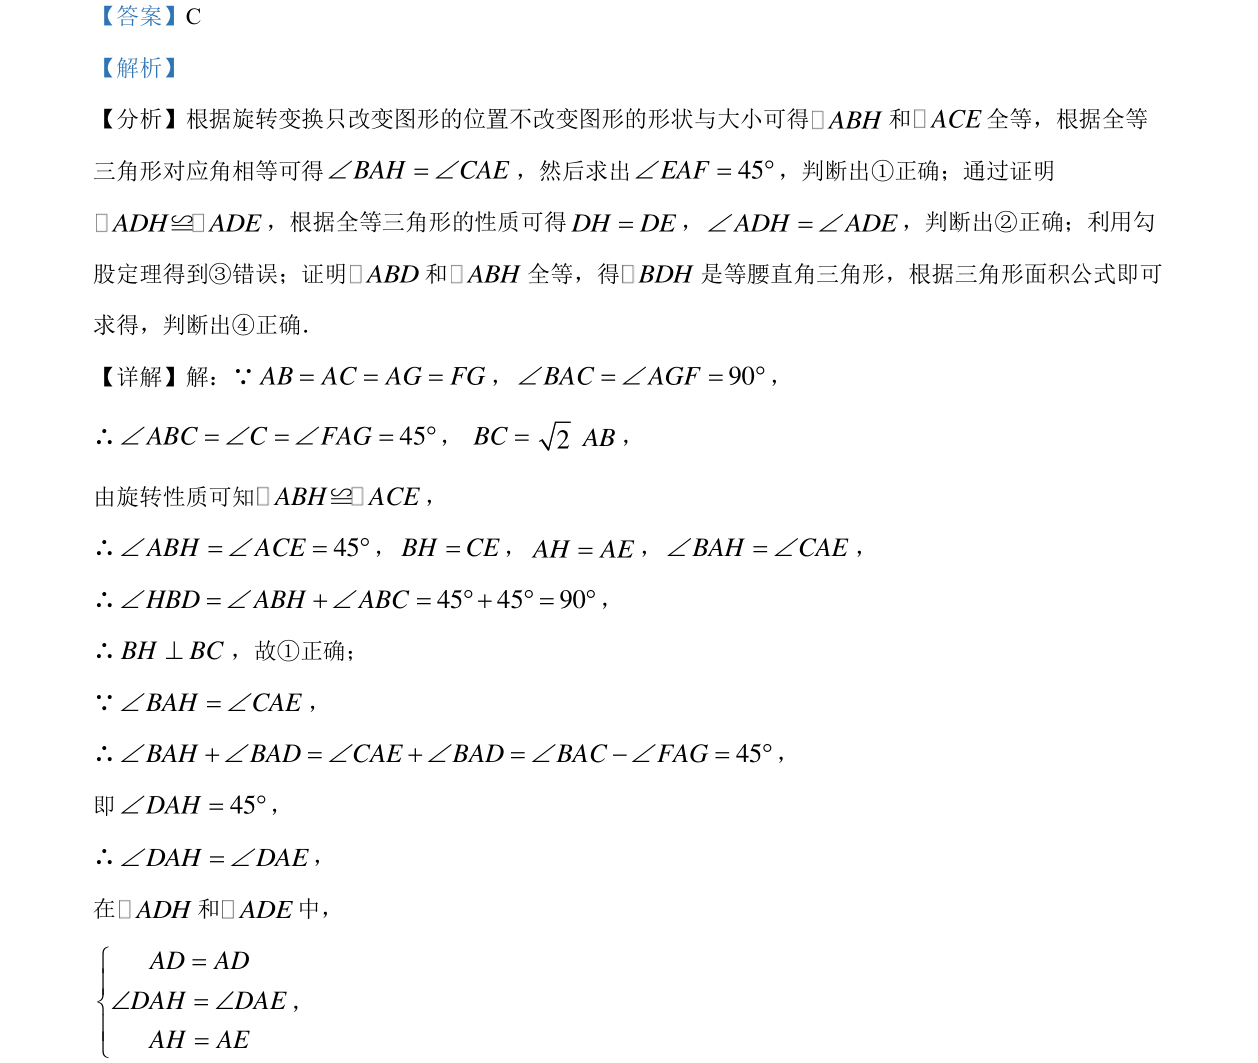 【答案】C
【解析】
【分析】根据旋转变换只改变图形的位置不改变图形的形状与大小可得□ABH和□ACE全等，根据全等
三角形对应角相等可得∠BAH=∠CAE，然后求出∠EAF=45°，判断出①正确；通过证明
□ADH≌□ADE，根据全等三角形的性质可得DH=DE，∠ADH=∠ADE，判断出②正确；利用勾
股定理得到③错误；证明□ABD和□ABH全等，得□BDH是等腰直角三角形，根据三角形面积公式即可
求得，判断出④正确．
【详解】解：∵AB=AC=AG=FG，∠BAC=∠AGF=90°，
∴∠ABC=∠C=∠FAG=45°， BC=√2 AB，
由旋转性质可知□ABH≌□ACE，
∴∠ABH=∠ACE=45°，BH=CE，AH=AE，∠BAH=∠CAE，
∴∠HBD=∠ABH+∠ABC=45°+45°=90°，
∴BH⊥BC，故①正确；
∵∠BAH=∠CAE，
∴∠BAH+∠BAD=∠CAE+∠BAD=∠BAC−∠FAG=45°，
即∠DAH=45°，
∴∠DAH=∠DAE，
在□ADH和□ADE中，
AD=AD
∠DAH=∠DAE，
AH=AE